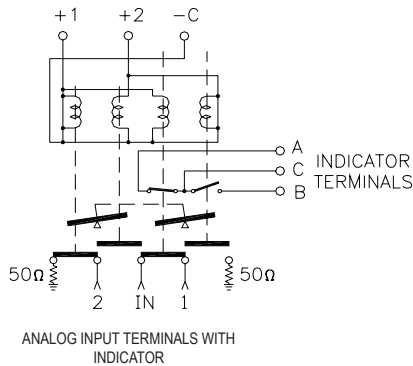 +1 +2 -C
A
C INDICATOR
TERMINALS
B
50Ω 50Ω
2 IN 1
ANALOG INPUT TERMINALS WITH
INDICATOR